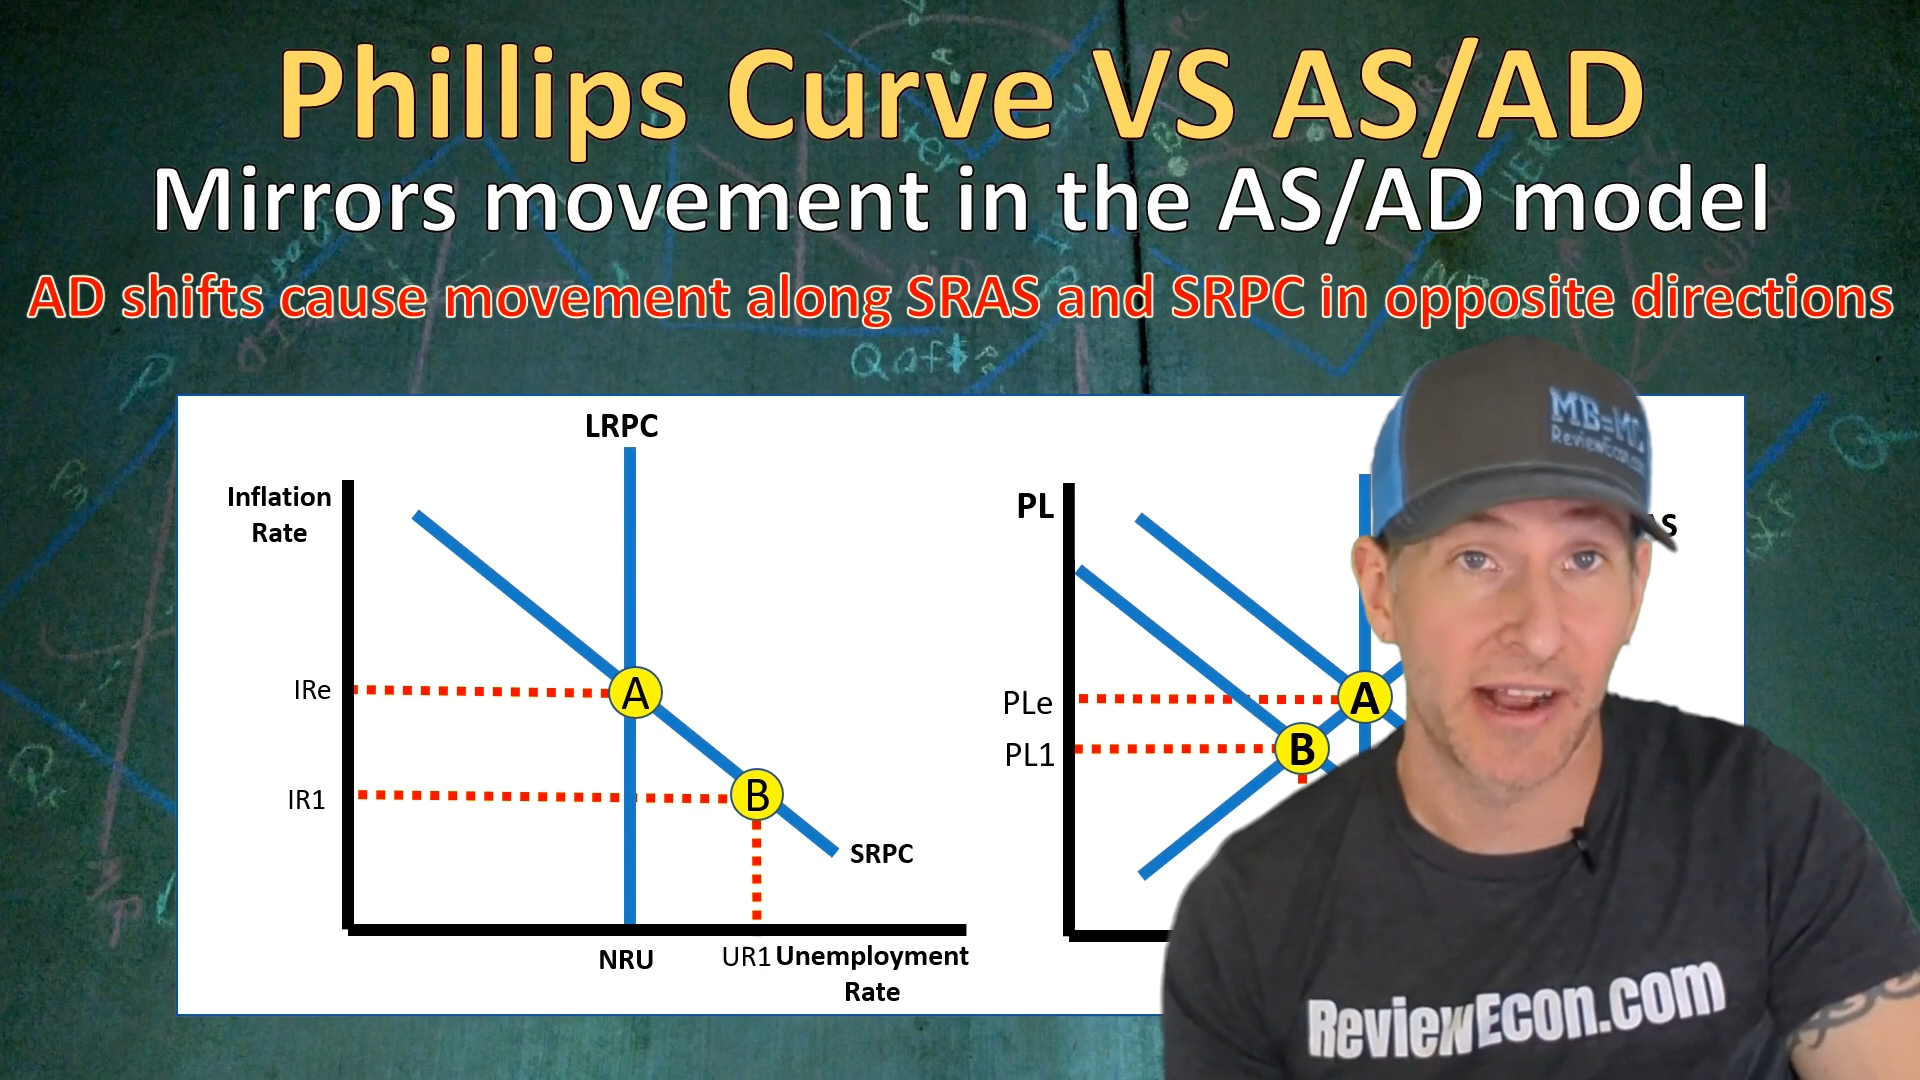 Phillips Curve VS AS/AD
Mirrors movement in the AS/AD model
AD shifts cause movement along SRAS and SRPC in opposite directions
LRPC
Inflation
Rate
IRe
IR1
A
B
SRPC
NRU
UR1
Unemployment
Rate
PL
PLe
PL1
A
B
ReviewEcon.com